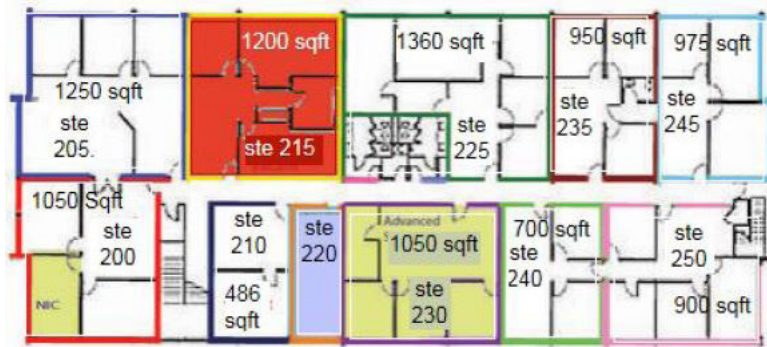 1250 sqft
ste
205.
1200 sqft
ste 215
1360 sqft
ste
225
950 sqft
ste
235
975 sqft
ste
245
1050 Sqft
ste
200
NIC
ste
210
486
sqft
ste
220
Advanced
1050 sqft
ste
230
700 sqft
ste
240
ste
250
900 sqft